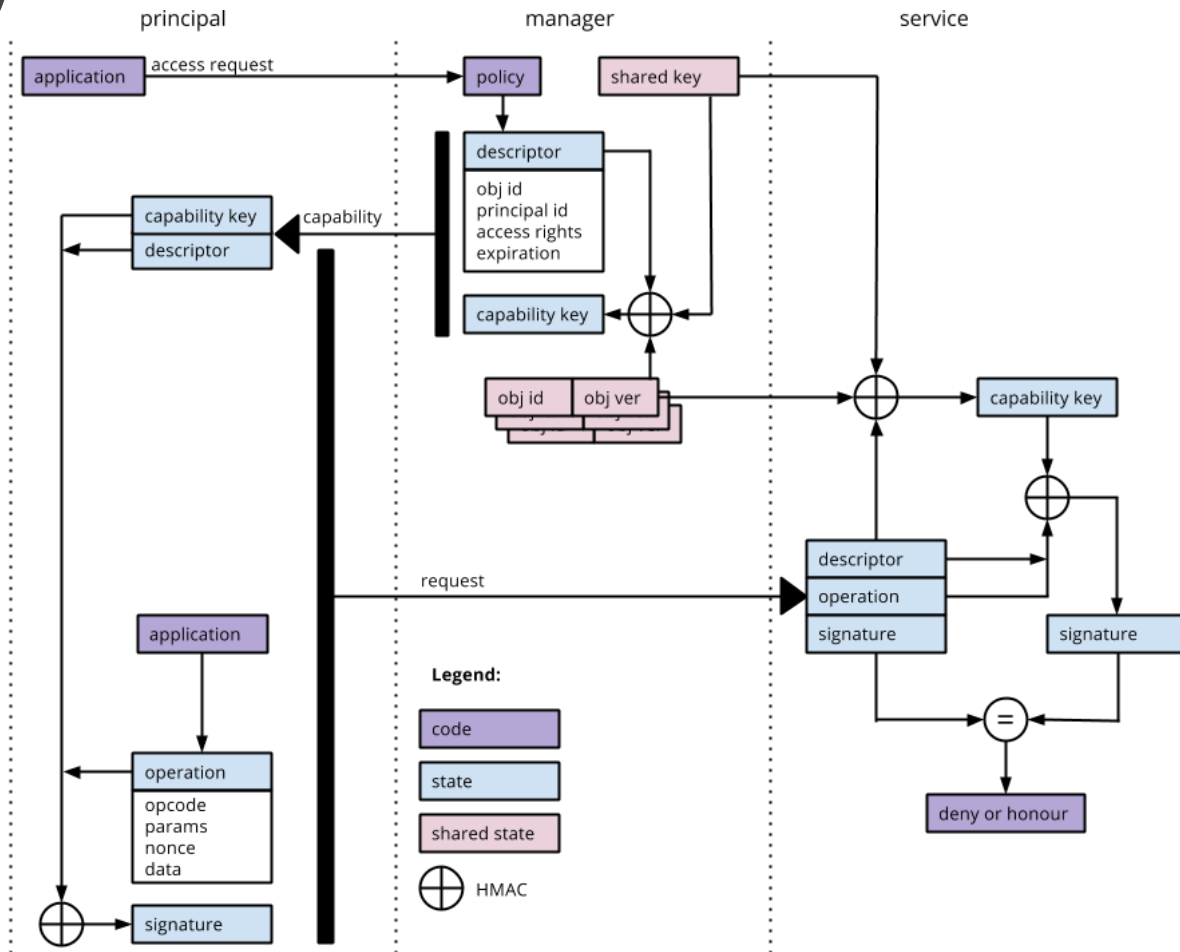 principal
manager
service
application
access request
policy
shared key
descriptor
obj id
principal id
access rights
expiration
capability key
descriptor
capability
capability key
obj id
obj ver
capability key
request
descriptor
operation
signature
signature
application
operation
opcode
params
nonce
data
signature
Legend:
code
state
shared state
HMAC
=
deny or honour